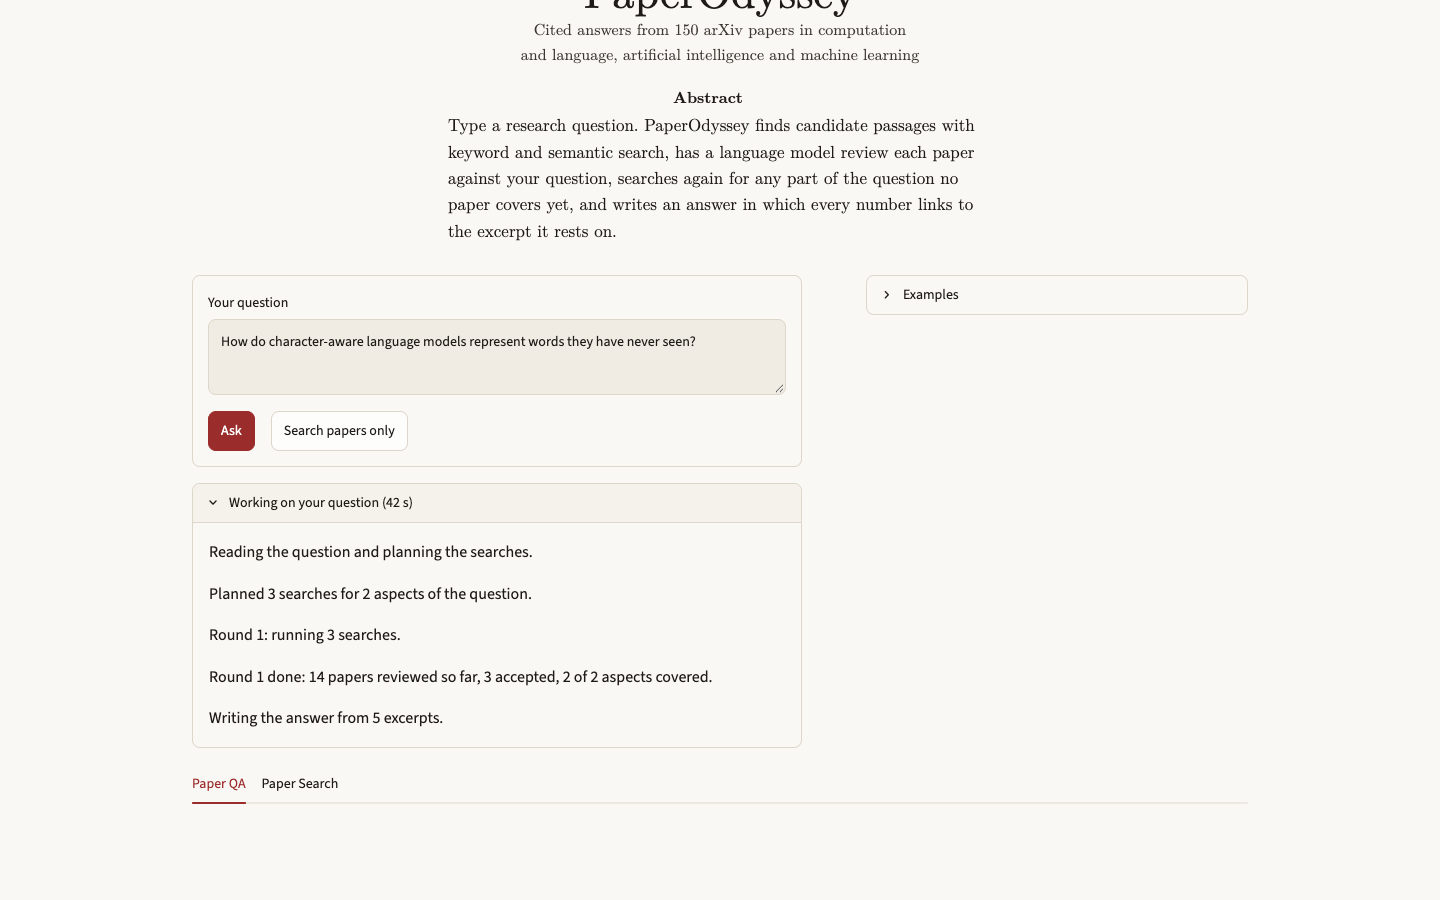 PaperOdyssey
Cited answers from 150 arXiv papers in computation
and language, artificial intelligence and machine learning
Abstract
Type a research question. PaperOdyssey finds candidate passages with
keyword and semantic search, has a language model review each paper
against your question, searches again for any part of the question no
paper covers yet, and writes an answer in which every number links to
the excerpt it rests on.
Your question
How do character-aware language models represent words they have never seen?
Ask
Search papers only
Examples
Working on your question (42 s)
Reading the question and planning the searches.
Planned 3 searches for 2 aspects of the question.
Round 1: running 3 searches.
Round 1 done: 14 papers reviewed so far, 3 accepted, 2 of 2 aspects covered.
Writing the answer from 5 excerpts.
Paper QA
Paper Search